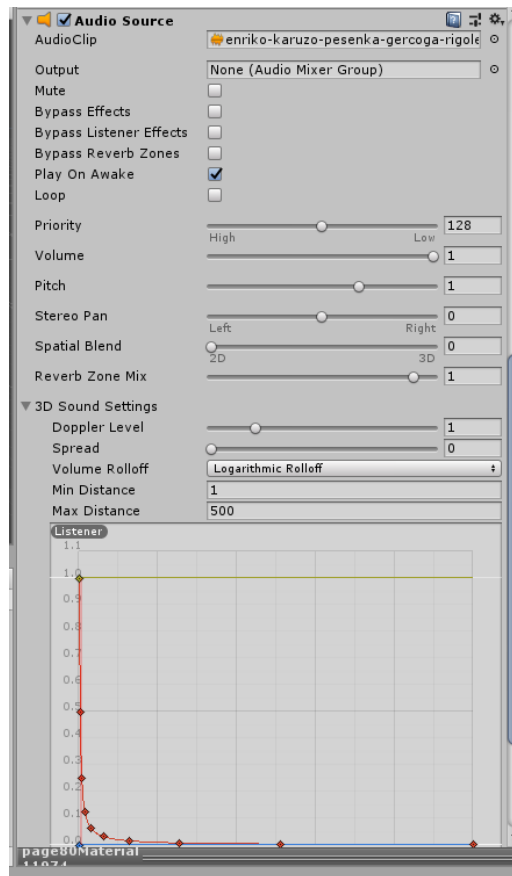 Audio Source
AudioClip enriko-karuzo-pesenka-gercoga-rigole
Output None (Audio Mixer Group)
Mute
Bypass Effects
Bypass Listener Effects
Bypass Reverb Zones
Play On Awake
Loop
Priority 128
High Low
Volume 1
Pitch 1
Stereo Pan 0
Left Right
Spatial Blend 0
2D 3D
Reverb Zone Mix 1
3D Sound Settings
Doppler Level 1
Spread 0
Volume Rolloff Logarithmic Rolloff
Min Distance 1
Max Distance 500
Listener
1.1
1.0
0.9
0.8
0.7
0.6
0.5
0.4
0.3
0.2
0.1
0.0
page80Material